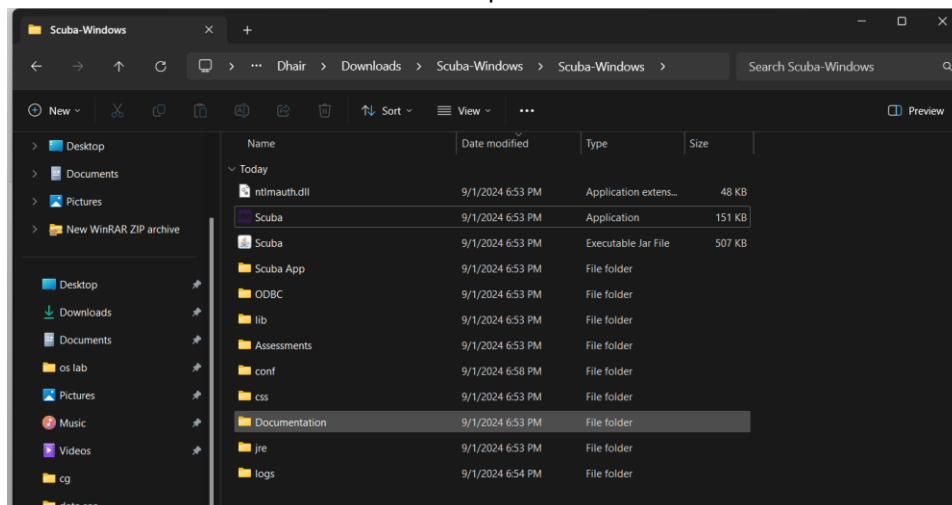 Scuba-Windows
Dhair > Downloads > Scuba-Windows > Scuba-Windows >
Search Scuba-Windows
New
Sort
View
Preview
Desktop
Documents
Pictures
New WinRAR ZIP archive
Desktop
Downloads
Documents
os lab
Pictures
Music
Videos
cg
Name Date modified Type Size
Today
ntlmauth.dll 9/1/2024 6:53 PM Application extens... 48 KB
Scuba 9/1/2024 6:53 PM Application 151 KB
Scuba 9/1/2024 6:53 PM Executable Jar File 507 KB
Scuba App 9/1/2024 6:53 PM File folder
ODBC 9/1/2024 6:53 PM File folder
lib 9/1/2024 6:53 PM File folder
Assessments 9/1/2024 6:53 PM File folder
conf 9/1/2024 6:58 PM File folder
css 9/1/2024 6:53 PM File folder
Documentation 9/1/2024 6:53 PM File folder
jre 9/1/2024 6:53 PM File folder
logs 9/1/2024 6:54 PM File folder